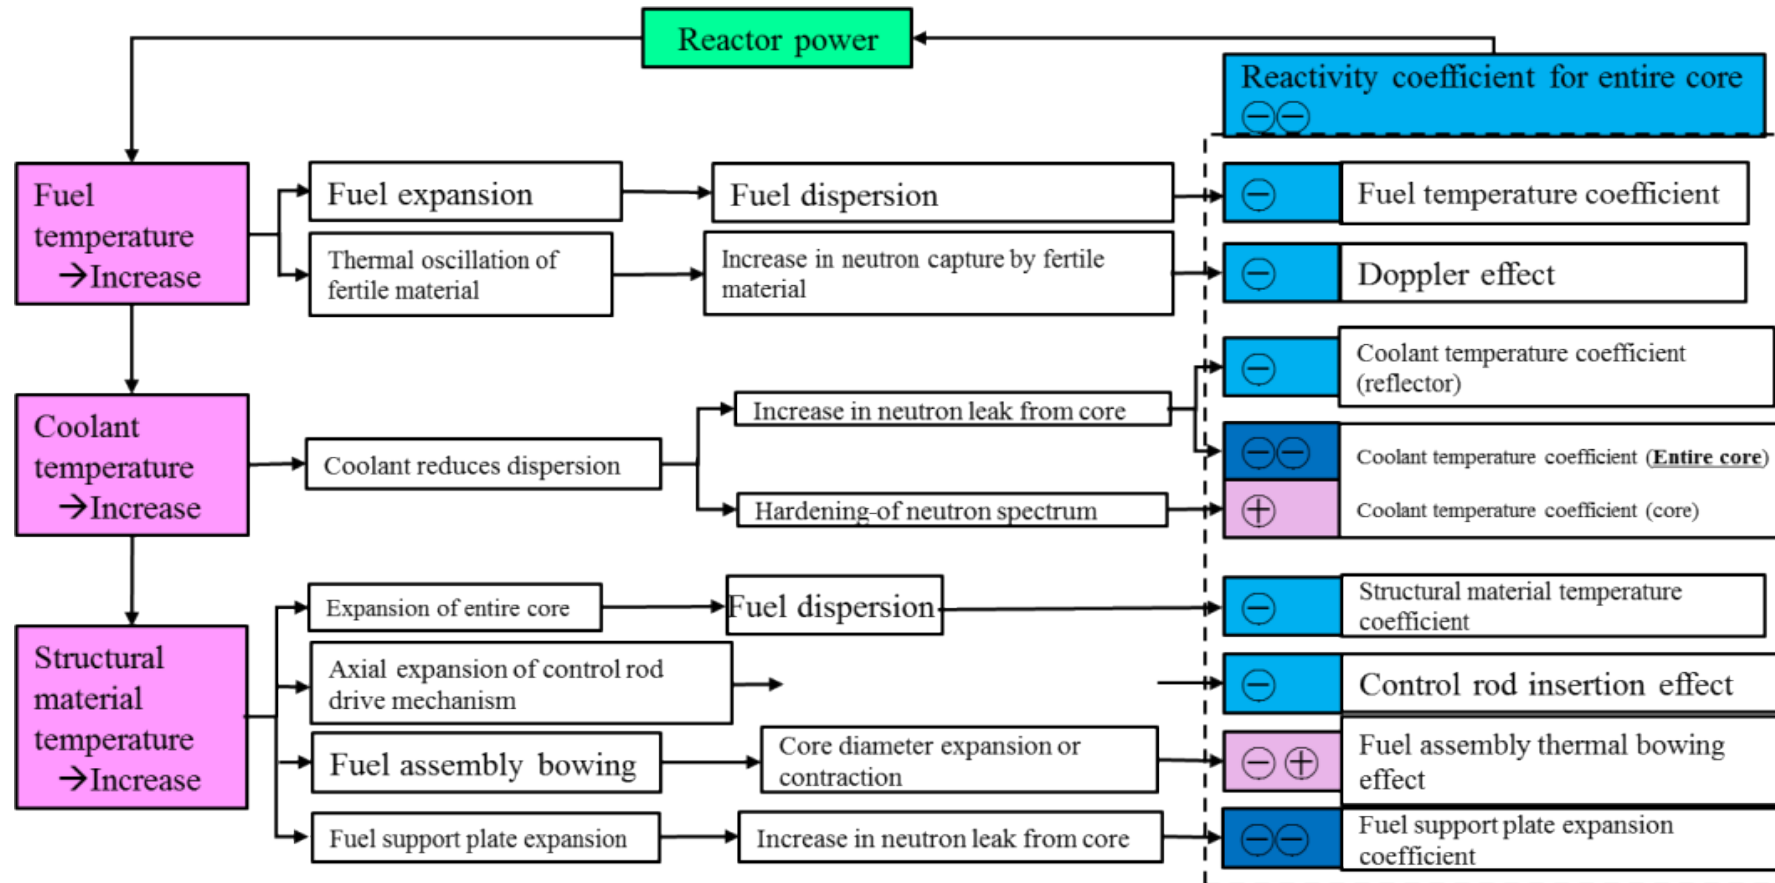 Reactor power
Reactivity coefficient for entire core
⊖⊖
Fuel
temperature
→Increase
Fuel expansion
Fuel dispersion
⊖
Fuel temperature coefficient
Thermal oscillation of
fertile material
Increase in neutron capture by fertile
material
⊖
Doppler effect
Coolant
temperature
→Increase
Coolant reduces dispersion
Increase in neutron leak from core
⊖
Coolant temperature coefficient
(reflector)
⊖⊖
Coolant temperature coefficient (Entire core)
Hardening-of neutron spectrum
⊕
Coolant temperature coefficient (core)
Structural
material
temperature
→Increase
Expansion of entire core
Fuel dispersion
⊖
Structural material temperature
coefficient
Axial expansion of control rod
drive mechanism
⊖
Control rod insertion effect
Fuel assembly bowing
Core diameter expansion or
contraction
⊖ ⊕
Fuel assembly thermal bowing
effect
Fuel support plate expansion
Increase in neutron leak from core
⊖⊖
Fuel support plate expansion
coefficient